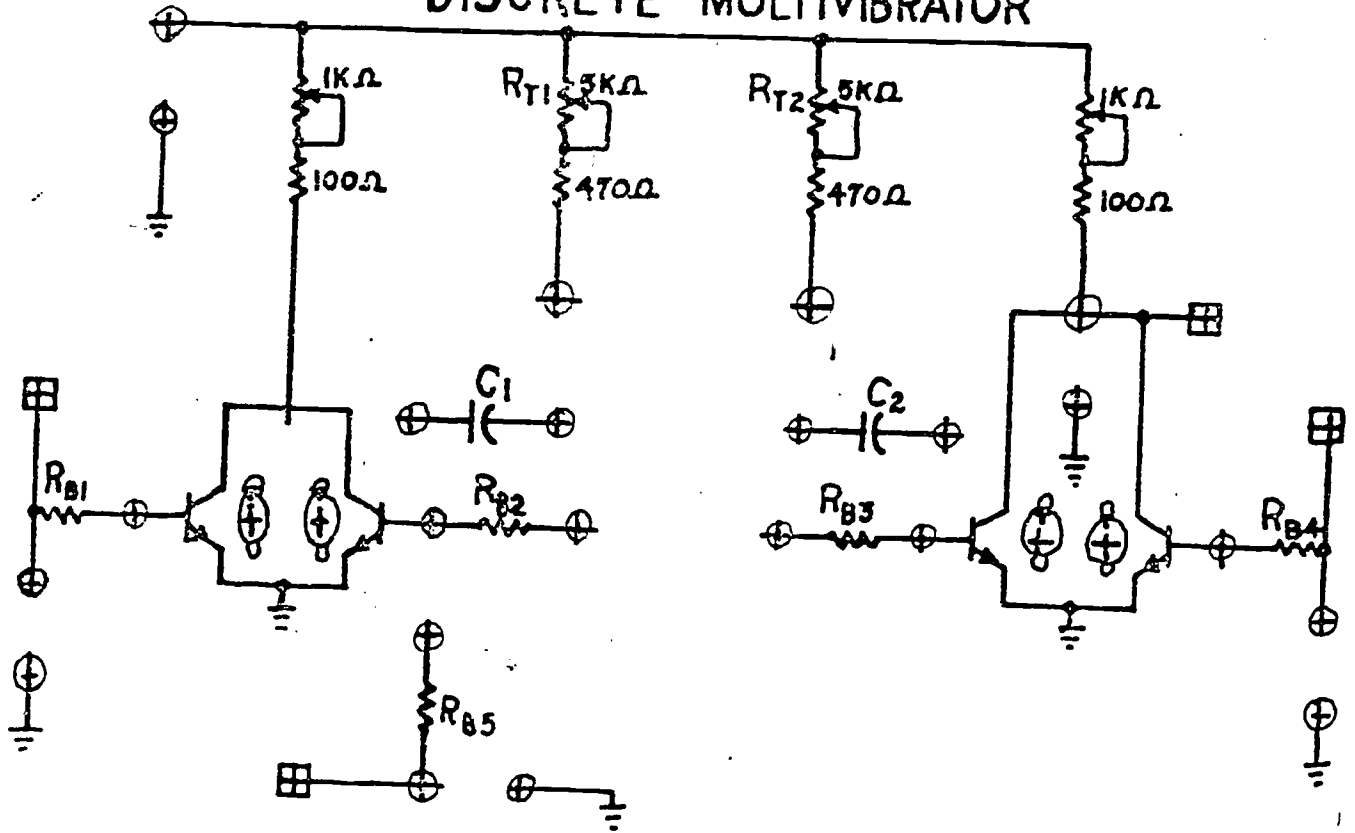 DISCRETE MULTIVIBRATOR
1KΩ
RT1 5KΩ
RT2 5KΩ
1KΩ
100Ω
470Ω
470Ω
100Ω
C1
C2
RB1
RB2
RB3
RB4
RB5